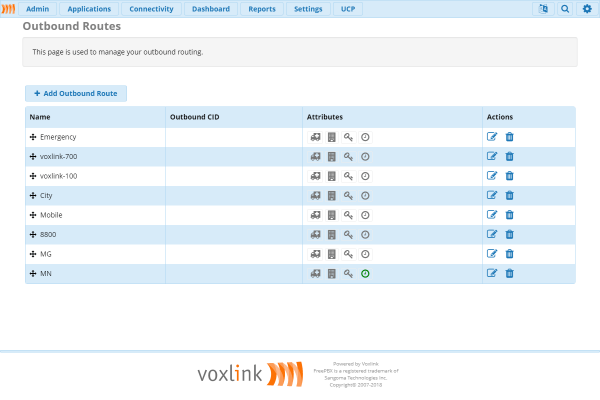 Admin Applications Connectivity Dashboard Reports Settings UCP
Outbound Routes
This page is used to manage your outbound routing.
+ Add Outbound Route
Name Outbound CID Attributes Actions
Emergency
voxlink-700
voxlink-100
City
Mobile
8800
MG
MN
voxlink
Powered by Voxlink
FreePBX is a registered trademark of
Sangoma Technologies Inc.
Copyright© 2007-2018